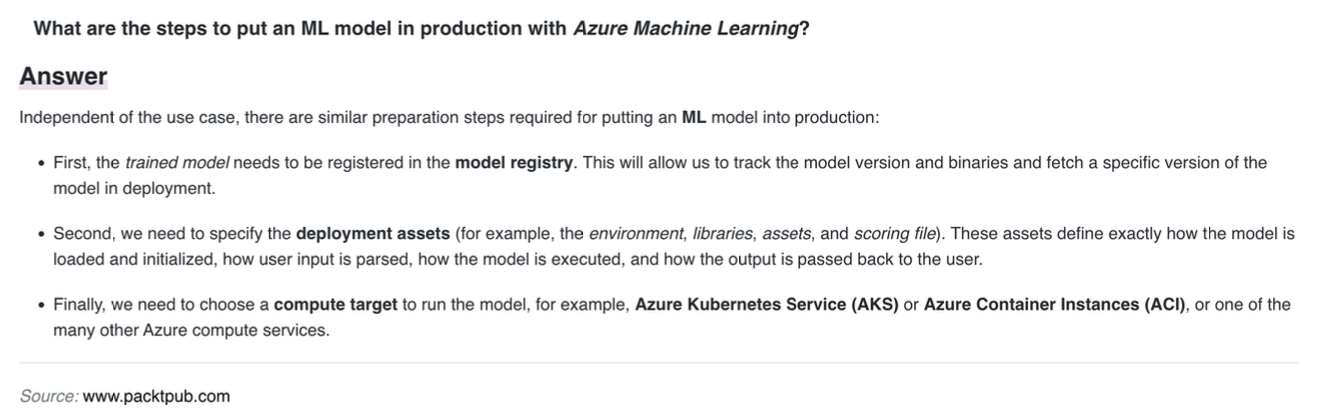 What are the steps to put an ML model in production with Azure Machine Learning?
Answer
Independent of the use case, there are similar preparation steps required for putting an ML model into production:
• First, the trained model needs to be registered in the model registry. This will allow us to track the model version and binaries and fetch a specific version of the
model in deployment.
• Second, we need to specify the deployment assets (for example, the environment, libraries, assets, and scoring file). These assets define exactly how the model is
loaded and initialized, how user input is parsed, how the model is executed, and how the output is passed back to the user.
• Finally, we need to choose a compute target to run the model, for example, Azure Kubernetes Service (AKS) or Azure Container Instances (ACI), or one of the
many other Azure compute services.
Source: www.packtpub.com